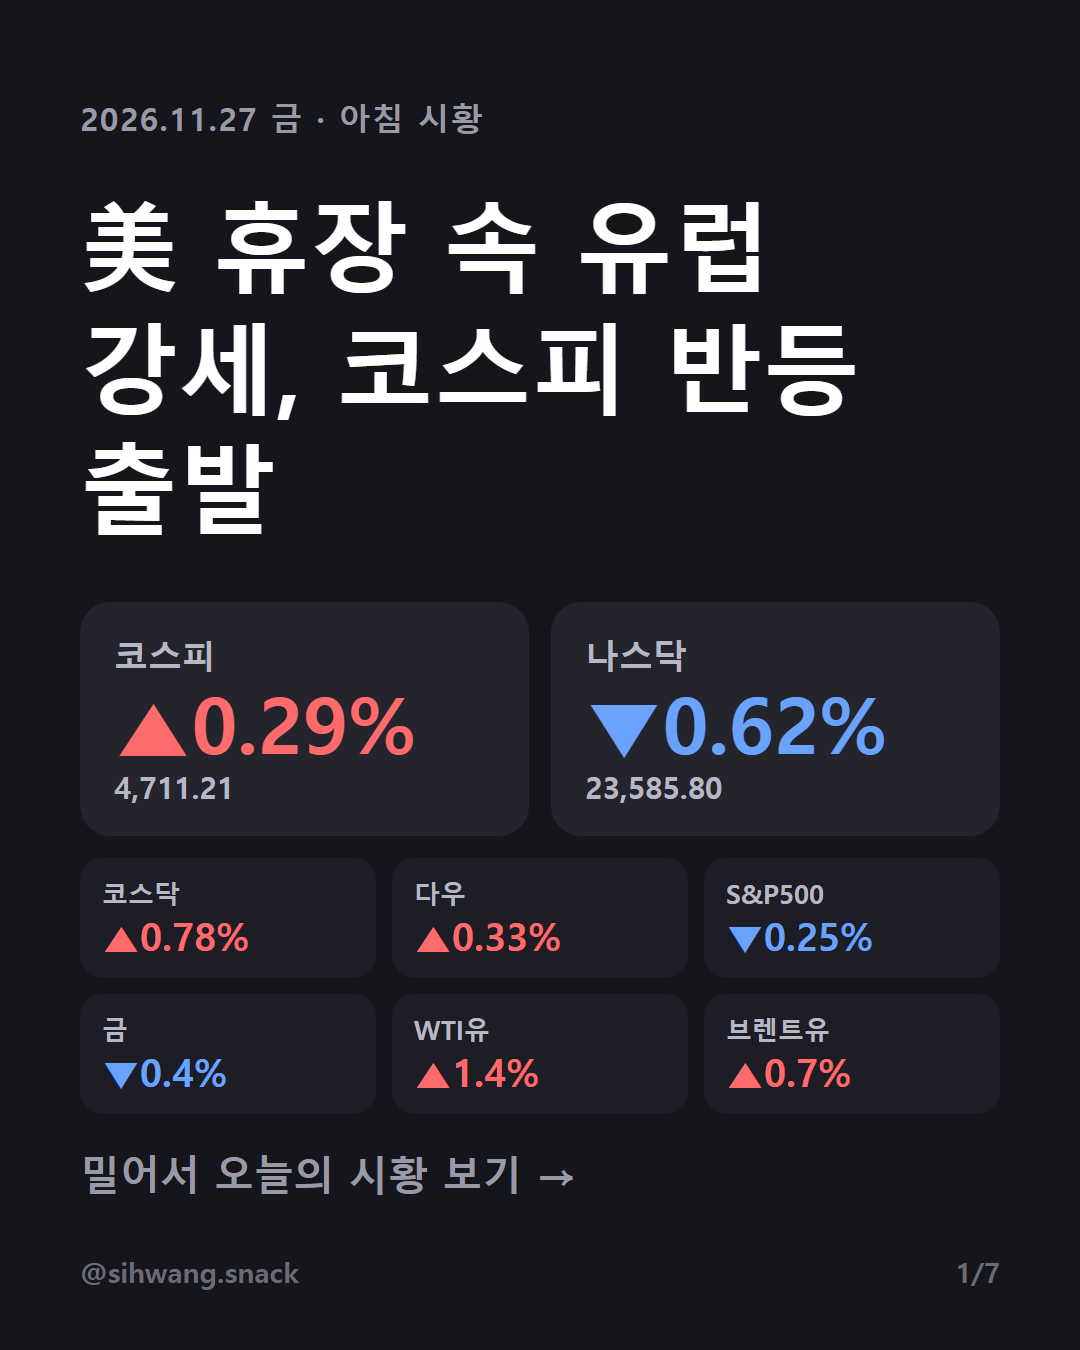 2026.11.27 금 · 아침 시황
美 휴장 속 유럽
강세, 코스피 반등
출발
코스피
▲0.29%
4,711.21
나스닥
▼0.62%
23,585.80
코스닥
▲0.78%
다우
▲0.33%
S&P500
▼0.25%
금
▼0.4%
WTI유
▲1.4%
브렌트유
▲0.7%
밀어서 오늘의 시황 보기 →
@sihwang.snack
1/7